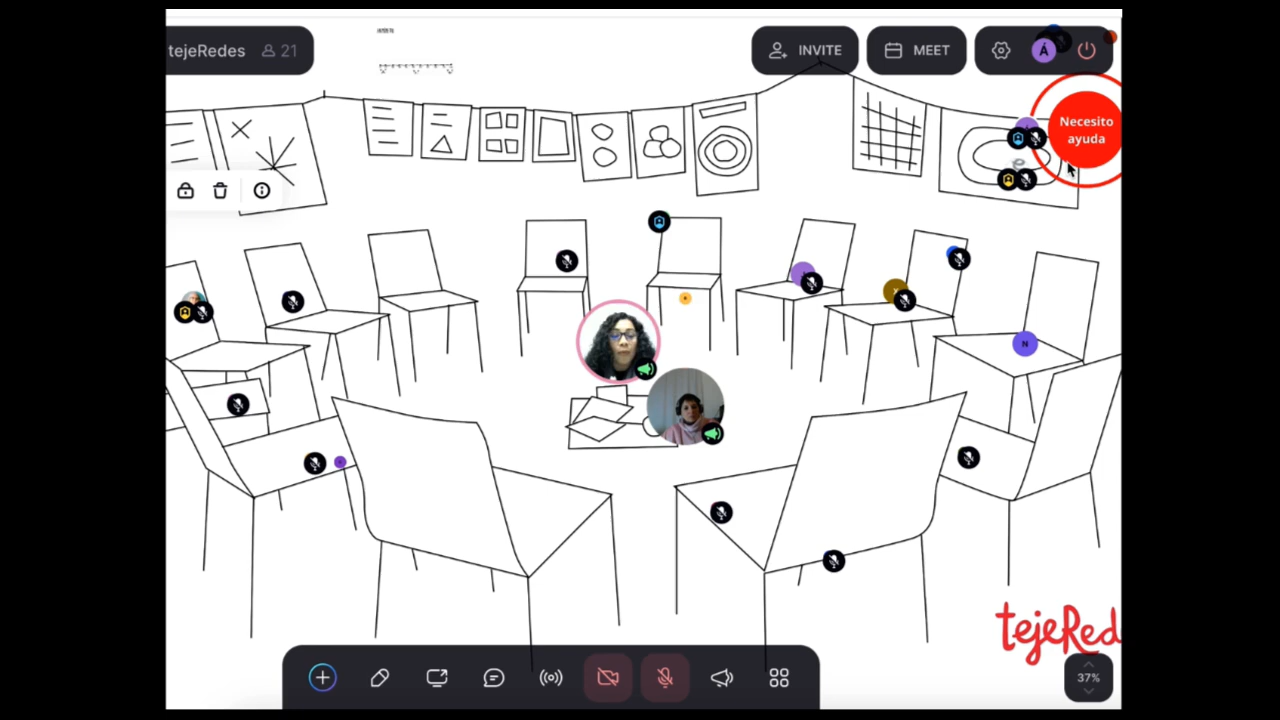 tejeRedes 21
INVITE
MEET
Á
Necesito
ayuda
N
tejeRed
37%